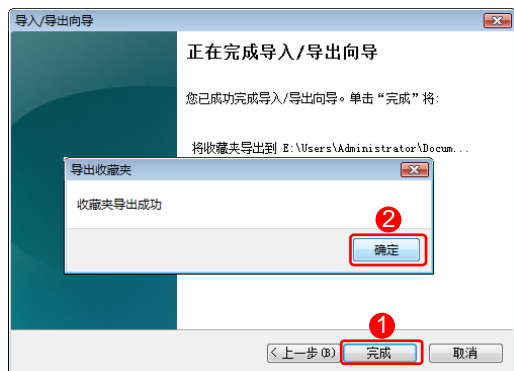 导入/导出向导
正在完成导入/导出向导
您已成功完成导入/导出向导。单击“完成”将:
将收藏夹导出到 E:\Users\Administrator\Docum...
导出收藏夹
收藏夹导出成功
2
确定
1
< 上一步(B)
完成
取消